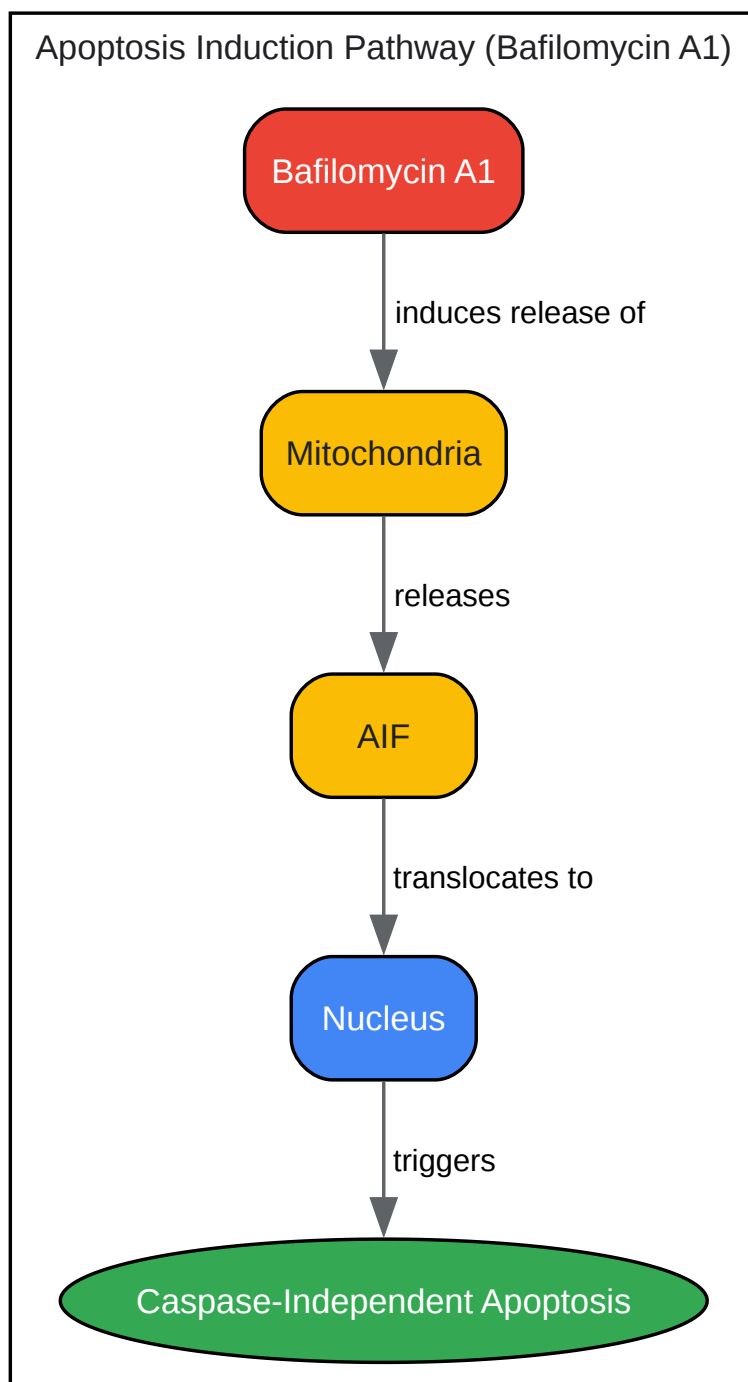 Apoptosis Induction Pathway (Bafilomycin A1)
Bafilomycin A1
induces release of
Mitochondria
releases
AIF
translocates to
Nucleus
triggers
Caspase-Independent Apoptosis